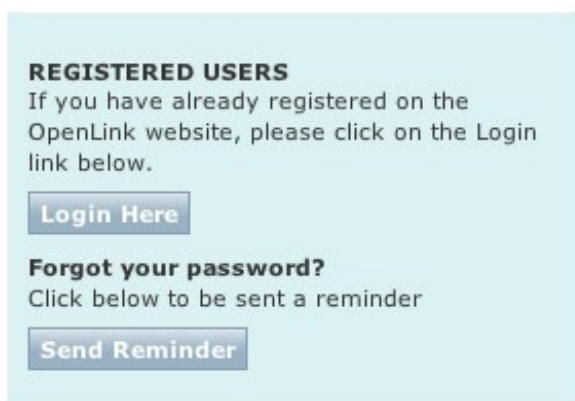 REGISTERED USERS
If you have already registered on the
OpenLink website, please click on the Login
link below.
Login Here
Forgot your password?
Click below to be sent a reminder
Send Reminder